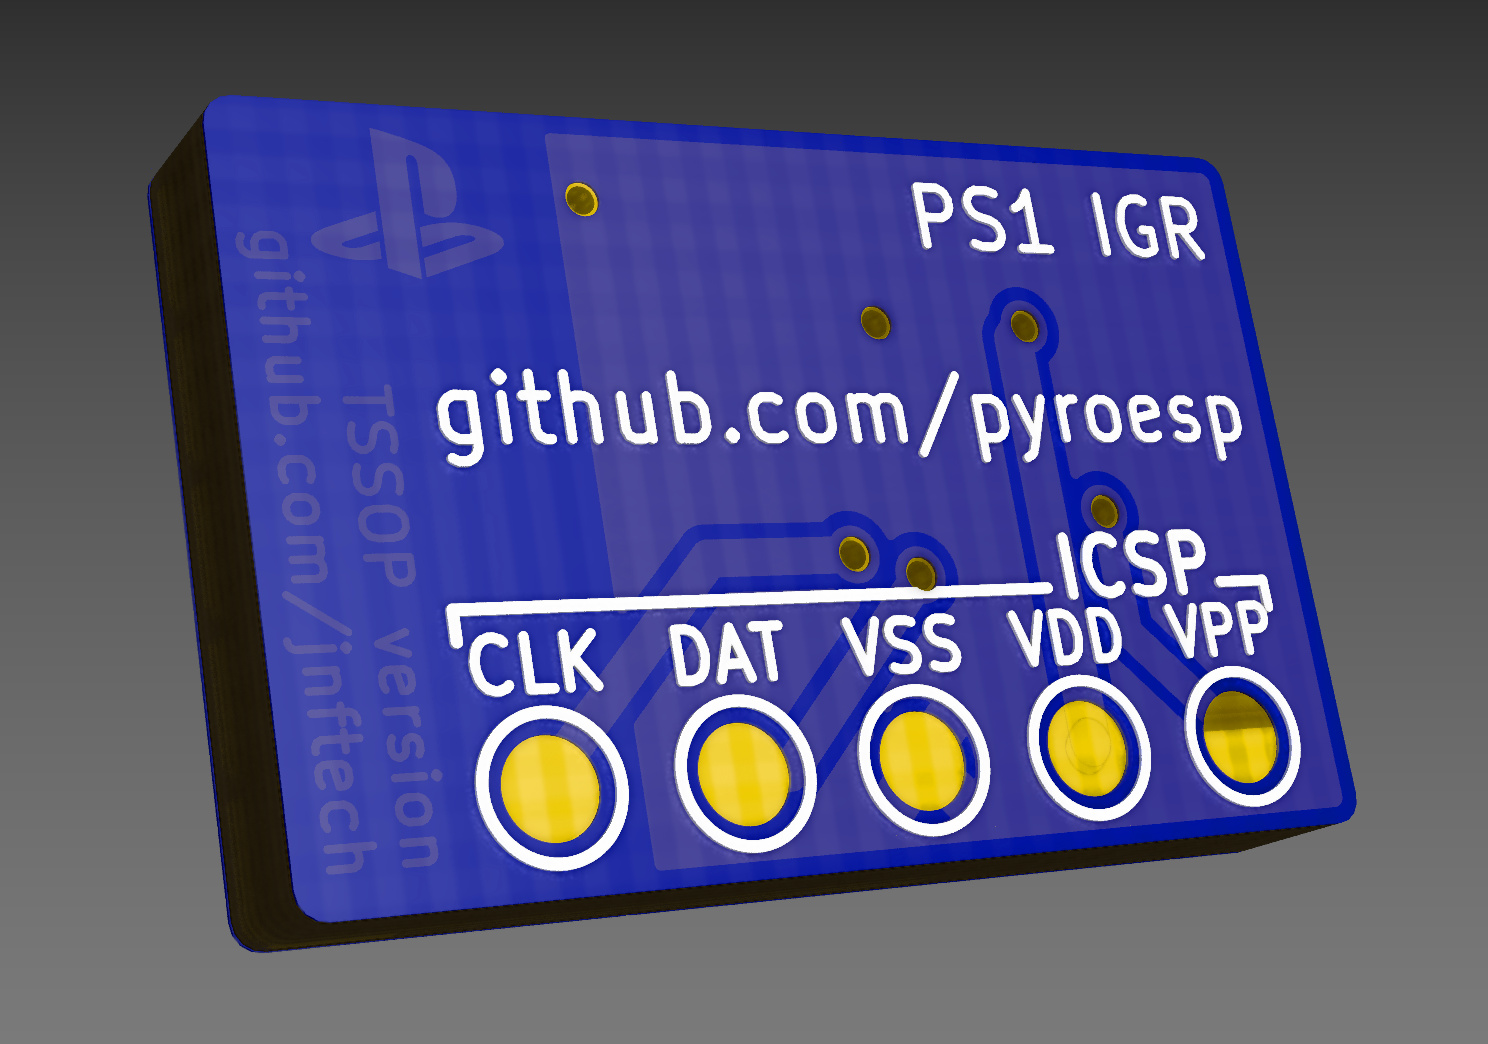 PS1 IGR
github.com/pyroesp
ICSP
CLK DAT VSS VDD VPP
TSSOP version
github.com/jnftech